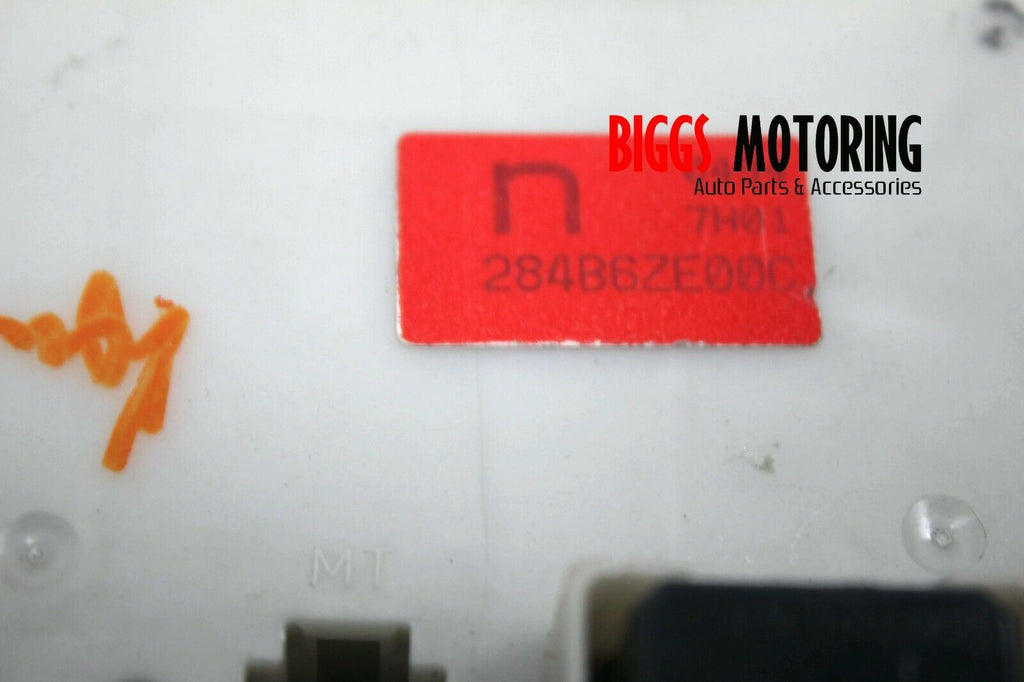 BIGGS MOTORING
Auto Parts & Accessories
n
7H01
284B6ZE00C
MT